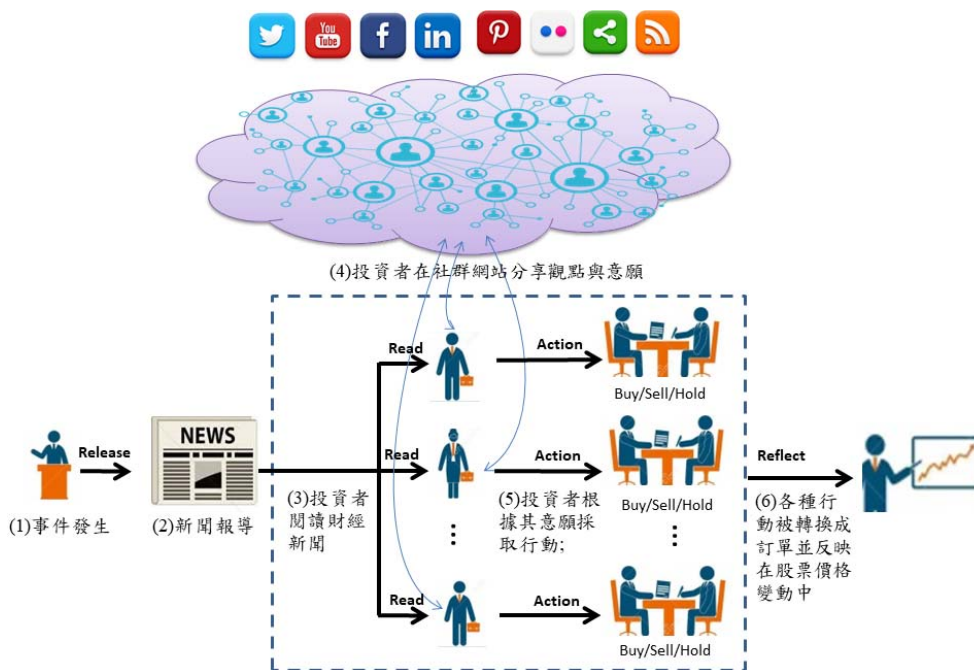 You
Tube
f
in
(4)投資者在社群網站分享觀點與意願
Read
Action
Buy/Sell/Hold
Release
NEWS
Read
Action
Buy/Sell/Hold
Reflect
(1)事件發生
(2)新聞報導
(3)投資者
閱讀財經
新聞
(5)投資者根
據其意願採
取行動;
(6)各種行
動被轉換成
訂單並反映
在股票價格
變動中
Read
Action
Buy/Sell/Hold